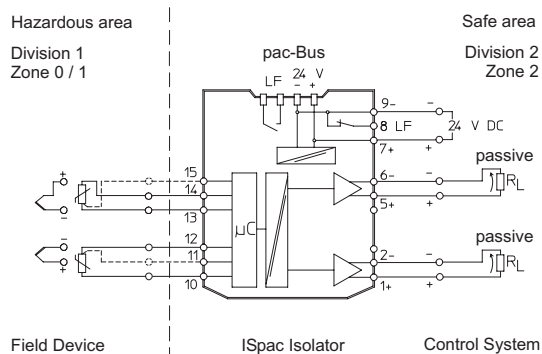 Hazardous area
Safe area
Division 1
Zone 0 / 1
pac-Bus
Division 2
Zone 2
LF 24 V
- +
9- -
8 LF 24 V DC
7+ +
passive
15
14
13
6- - RL
5+ +
µC
+
-
12
11
10
-
+
passive
2- - RL
1+ +
Field Device
ISpac Isolator
Control System